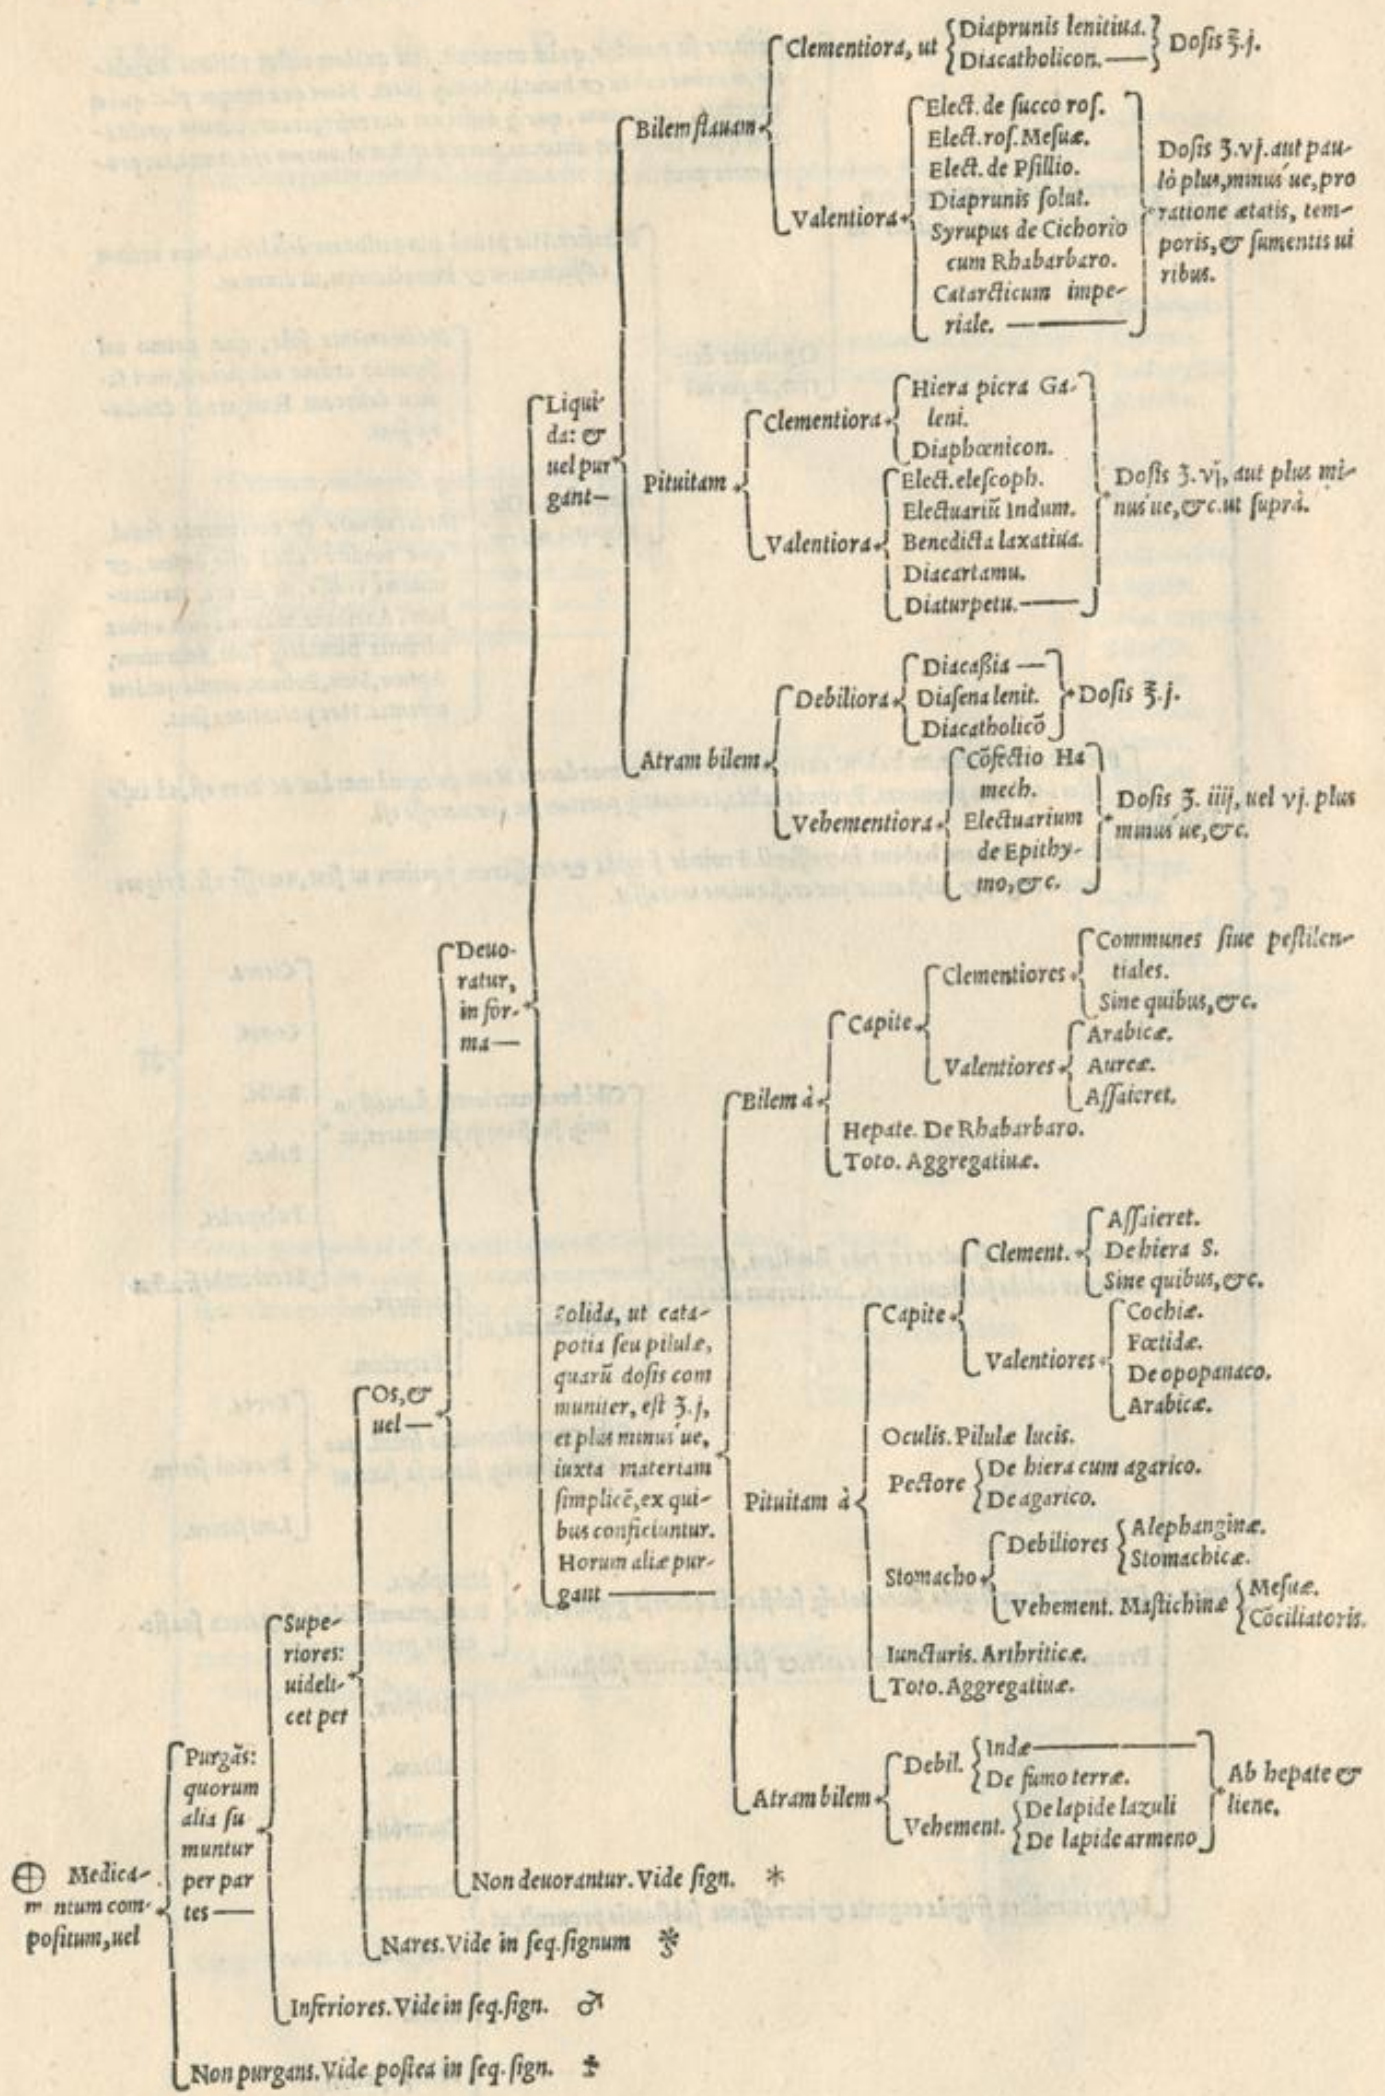 Clementiora, ut
Diaprunis lenitiua.
Diacatholicon.
Dosis ℥.j.
Bilem flauam
Valentiora
Elect. de succo ros.
Elect. ros. Mesuæ.
Elect. de Psillio.
Diaprunis solut.
Syrupus de Cichorio
cum Rhabarbaro.
Catarcticum impe-
riale.
Dosis ʒ.vj. aut pau-
lò plus, minus ue, pro
ratione ætatis, tem-
poris, & sumentis ui
ribus.
Liqui-
da: &
uel pur
gant
Pituitam
Clementiora
Hiera picra Ga-
leni.
Diaphœnicon.
Valentiora
Elect. elescoph.
Electuariũ Indum.
Benedicta laxatiua.
Diacartamu.
Diaturpetu.
Dosis ʒ.vj, aut plus mi-
nus ue, &c. ut suprà.
Atram bilem
Debiliora
Diacaßia
Diasena lenit.
Diacatholicõ
Dosis ℥.j.
Vehementiora
Cõfectio Ha
mech.
Electuarium
de Epithy-
mo, &c.
Dosis ʒ. iiij, uel vj. plus
minus ue, &c.
Deuo-
ratur,
in for-
ma
Bilem à
Capite
Clementiores
Communes siue pestilen-
tiales.
Sine quibus, &c.
Valentiores
Arabicæ.
Aureæ.
Assaieret.
Hepate. De Rhabarbaro.
Toto. Aggregatiuæ.
Solida, ut cata-
potia seu pilulæ,
quarũ dosis com
muniter, est ʒ.j,
et plus minus ue,
iuxta materiam
simplicẽ, ex qui-
bus conficiuntur.
Horum aliæ pur-
gant
Pituitam à
Capite
Clement.
Assaieret.
De hiera S.
Sine quibus, &c.
Valentiores
Cochiæ.
Fœtidæ.
De opopanaco.
Arabicæ.
Oculis. Pilulæ lucis.
Pectore
De hiera cum agarico.
De agarico.
Stomacho
Debiliores
Alephanginæ.
Stomachicæ.
Vehement. Mastichinæ
Mesuæ.
Cõciliatoris.
Iuncturis. Arthriticæ.
Toto. Aggregatiuæ.
Atram bilem
Debil.
Indæ
De fumo terræ.
Vehement.
De lapide lazuli
De lapide armeno
Ab hepate &
liene.
Os, &
uel
Non deuorantur. Vide sign. *
Supe-
riores:
uideli-
cet per
Nares. Vide in seq. signum
Purgãs:
quorum
alia su
muntur
per par
tes
Inferiores. Vide in seq. sign. ♂
⊕ Medica-
m ntum com-
positum, uel
Non purgans. Vide postea in seq. sign.